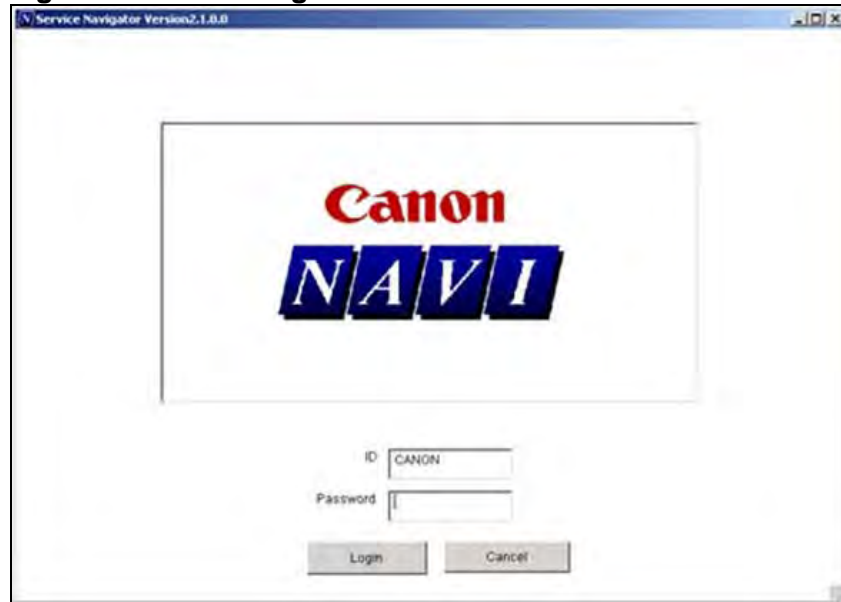 Service Navigator Version2.1.0.0
Canon
NAVI
ID CANON
Password
Login Cancel